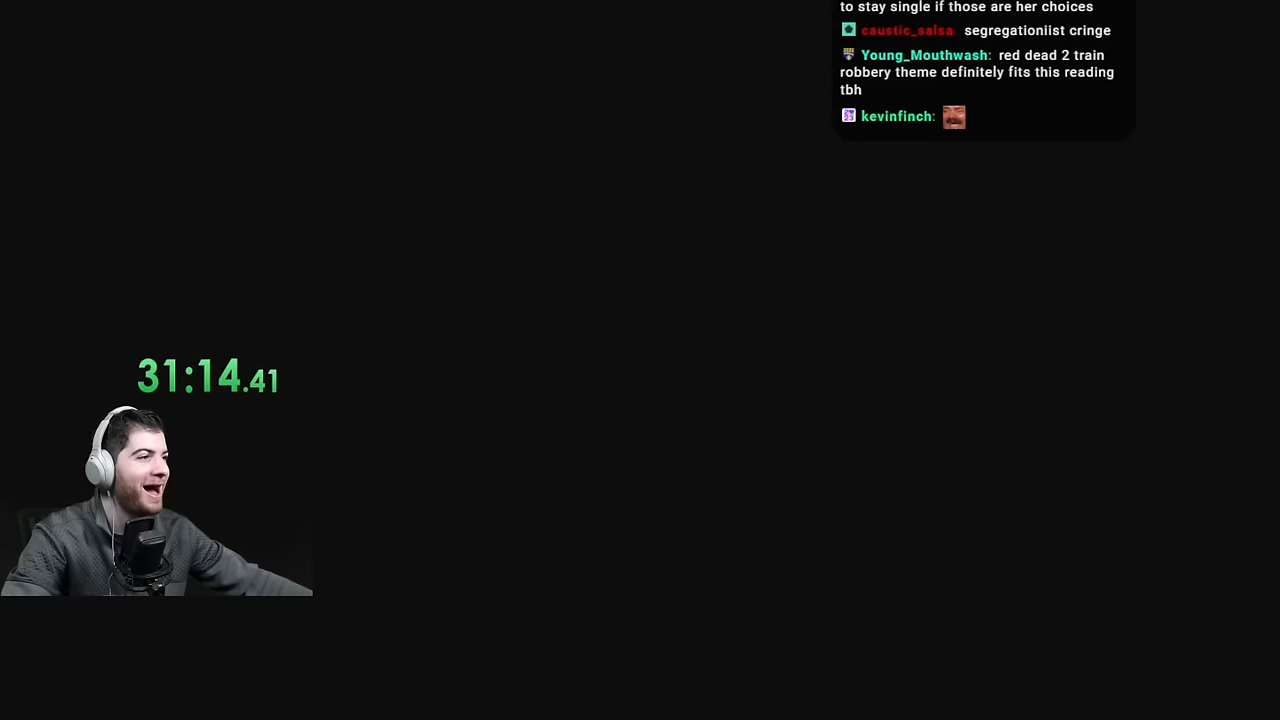 to stay single if those are her choices
caustic_salsa segregationiist cringe
Young_Mouthwash: red dead 2 train
robbery theme definitely fits this reading
tbh
kevinfinch:
31:14.41